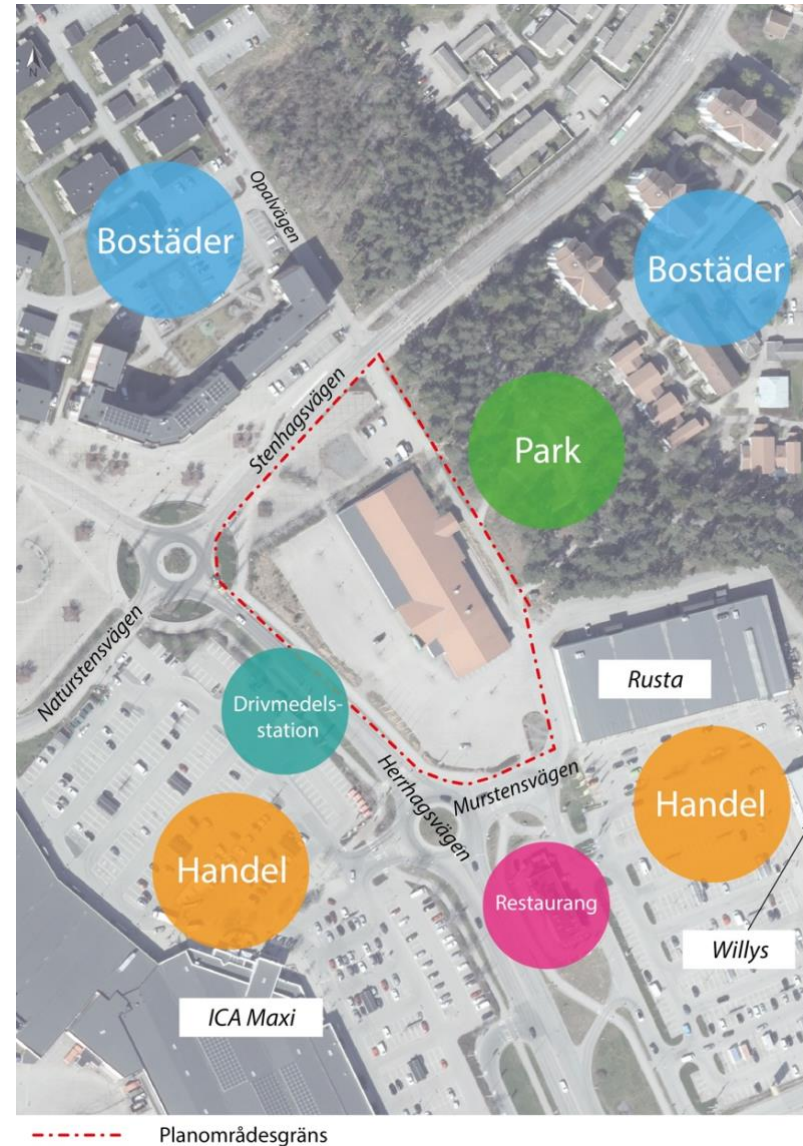 N
Opalvägen
Bostäder
Bostäder
Stenhagsvägen
Park
Naturstensvägen
Rusta
Drivmedels-
station
Herrhagsvägen
Murstensvägen
Handel
Handel
Restaurang
Willys
ICA Maxi
Planområdesgräns